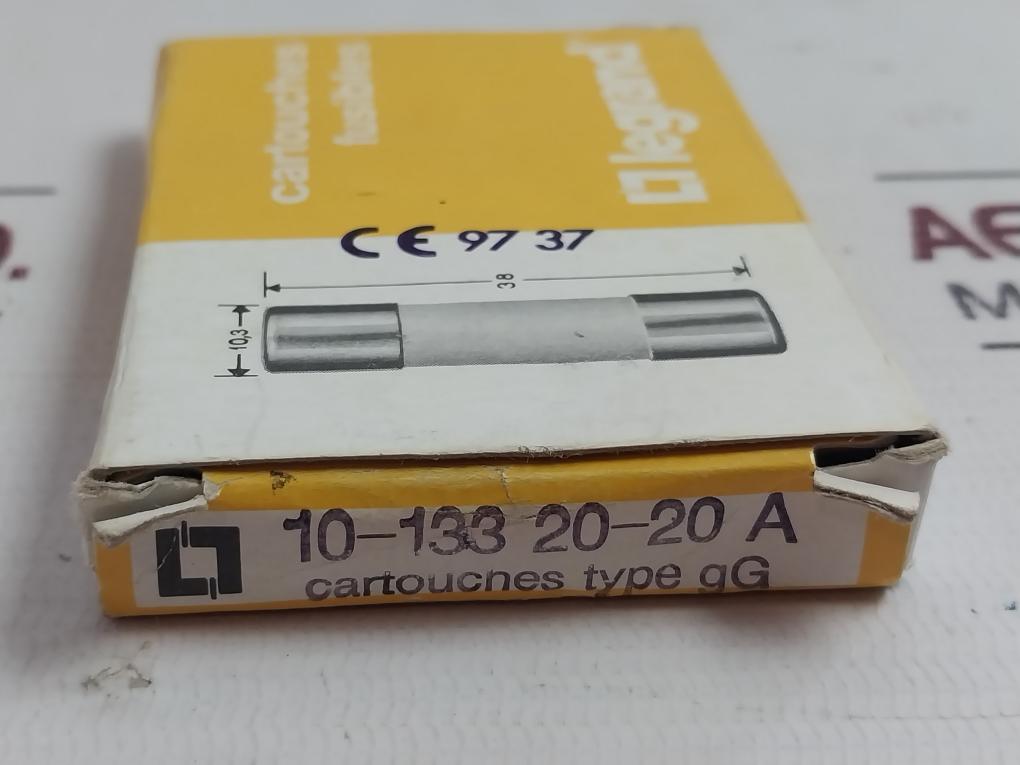 cartouches
fusibles
legrand
CE 97 37
38
10,3
10-133 20-20 A
cartouches type gG